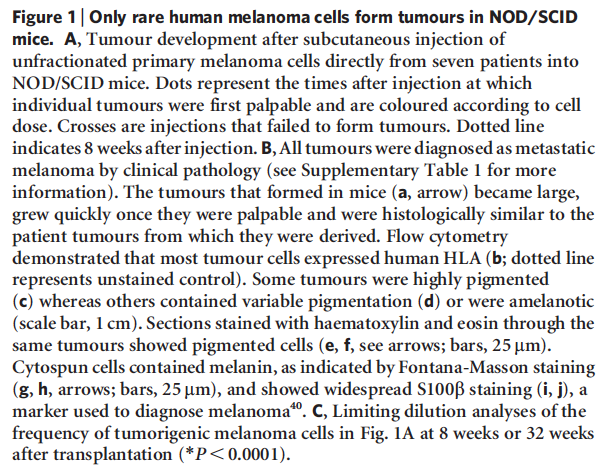 Figure 1 | Only rare human melanoma cells form tumours in NOD/SCID
mice. A, Tumour development after subcutaneous injection of
unfractionated primary melanoma cells directly from seven patients into
NOD/SCID mice. Dots represent the times after injection at which
individual tumours were first palpable and are coloured according to cell
dose. Crosses are injections that failed to form tumours. Dotted line
indicates 8 weeks after injection. B, All tumours were diagnosed as metastatic
melanoma by clinical pathology (see Supplementary Table 1 for more
information). The tumours that formed in mice (a, arrow) became large,
grew quickly once they were palpable and were histologically similar to the
patient tumours from which they were derived. Flow cytometry
demonstrated that most tumour cells expressed human HLA (b; dotted line
represents unstained control). Some tumours were highly pigmented
(c) whereas others contained variable pigmentation (d) or were amelanotic
(scale bar, 1 cm). Sections stained with haematoxylin and eosin through the
same tumours showed pigmented cells (e, f, see arrows; bars, 25 μm).
Cytospun cells contained melanin, as indicated by Fontana-Masson staining
(g, h, arrows; bars, 25 μm), and showed widespread S100β staining (i, j), a
marker used to diagnose melanoma⁴⁰. C, Limiting dilution analyses of the
frequency of tumorigenic melanoma cells in Fig. 1A at 8 weeks or 32 weeks
after transplantation (*P < 0.0001).